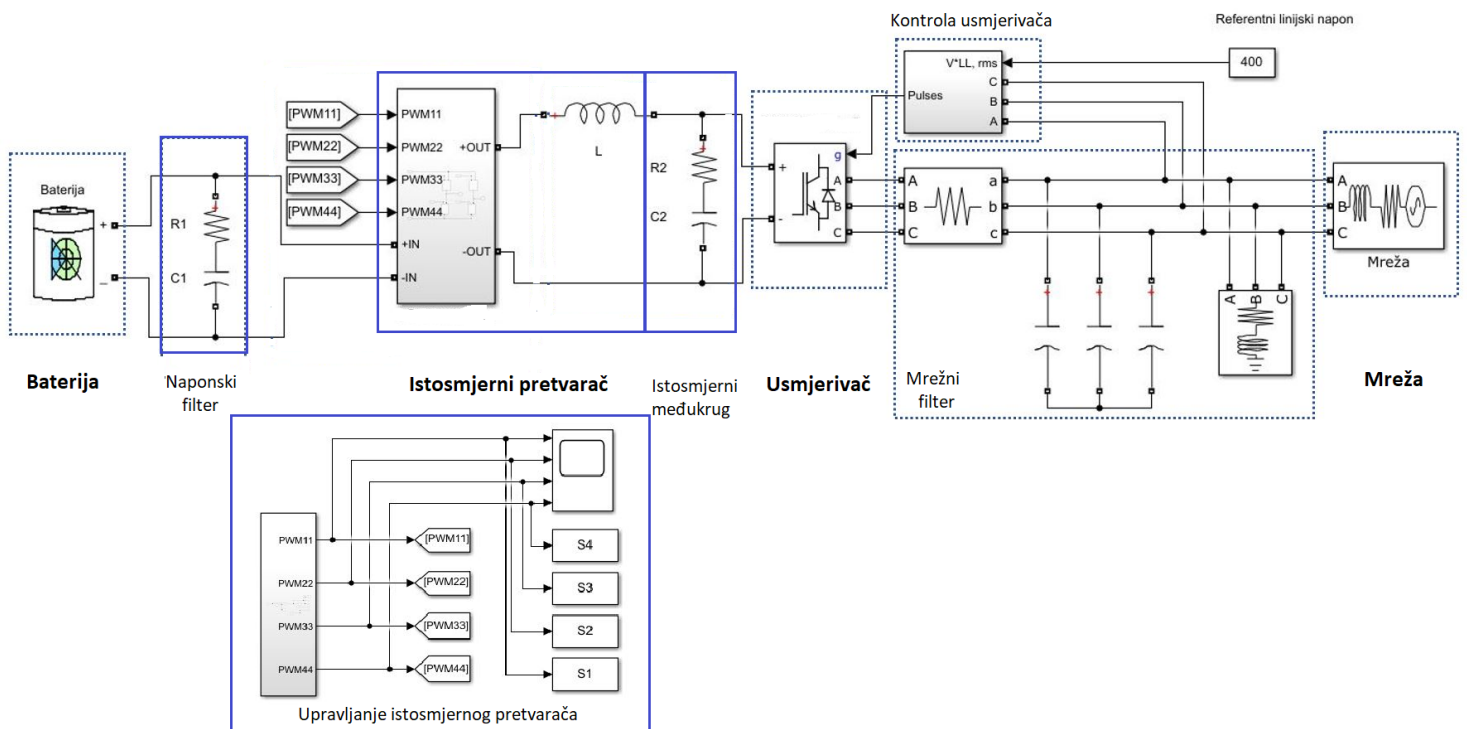 Kontrola usmjerivača
Referentni linijski napon
V*LL, rms
C
B
A
Pulses
400
[PWM11]
[PWM22]
[PWM33]
[PWM44]
PWM11
PWM22
PWM33
PWM44
+IN
-IN
+OUT
-OUT
L
R2
C2
Baterija
+
_
R1
C1
+
-
g
A
B
C
A
B
C
a
b
c
A
B
C
A
B
C
Mreža
Baterija
Naponski
filter
Istosmjerni pretvarač
Istosmjerni
međukrug
Usmjerivač
Mrežni
filter
Mreža
PWM11
PWM22
PWM33
PWM44
[PWM11]
[PWM22]
[PWM33]
[PWM44]
S4
S3
S2
S1
Upravljanje istosmjernog pretvarača